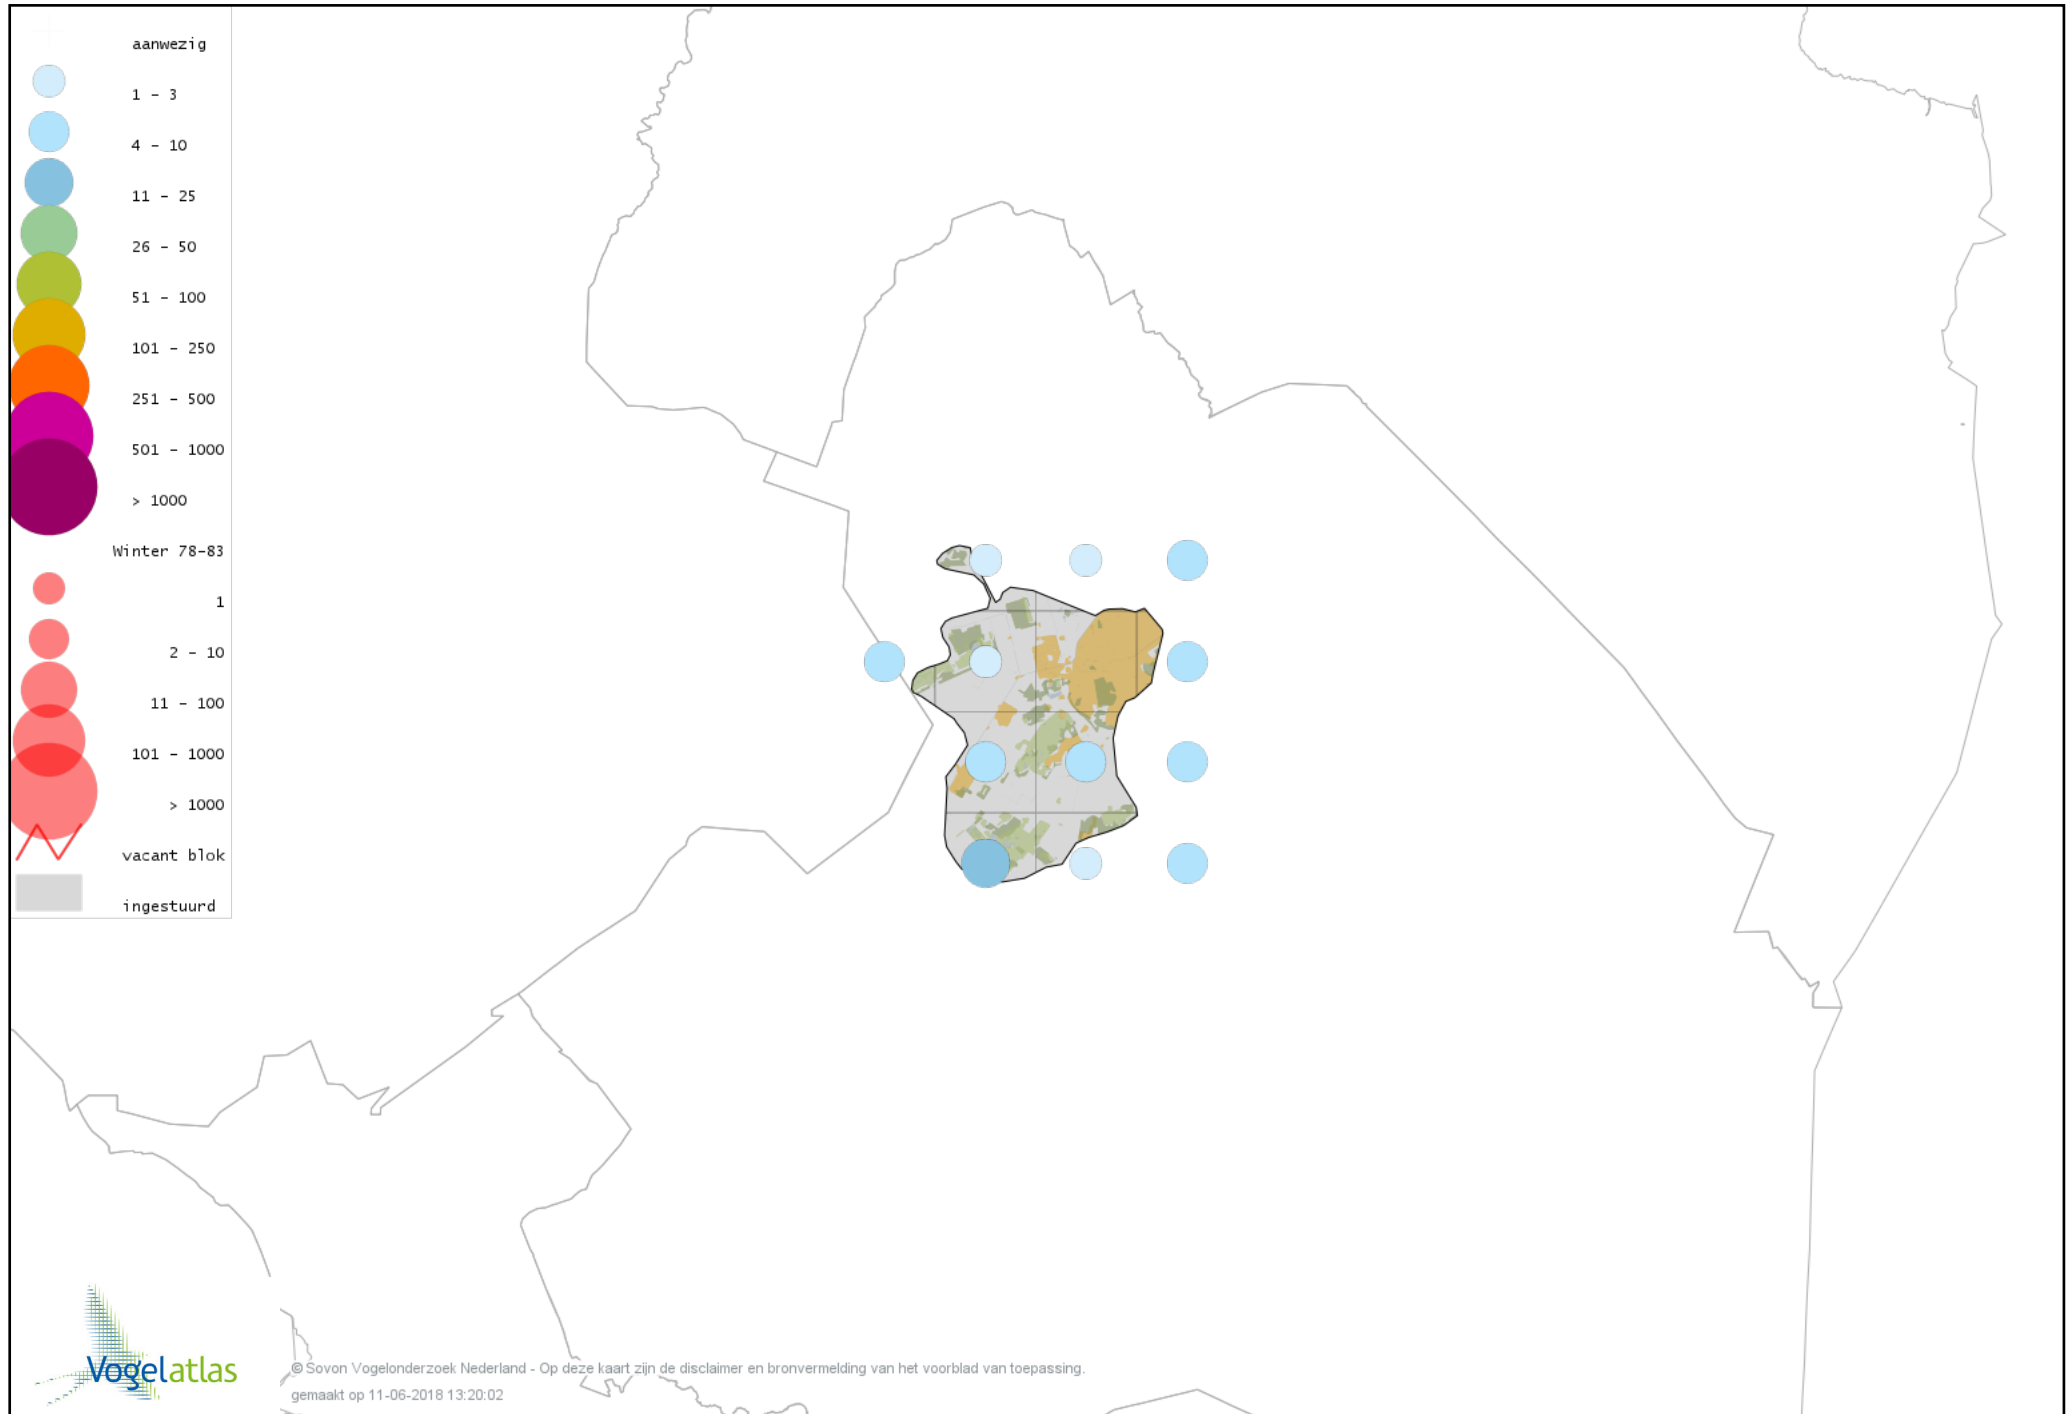 aanwezig
1 – 3
4 – 10
11 – 25
26 – 50
51 – 100
101 – 250
251 – 500
501 – 1000
> 1000
Winter 78-83
1
2 – 10
11 – 100
101 – 1000
> 1000
vacant blok
ingestuurd
Vogelatlas
© Sovon Vogelonderzoek Nederland - Op deze kaart zijn de disclaimer en bronvermelding van het voorblad van toepassing.
gemaakt op 11-06-2018 13:20:02